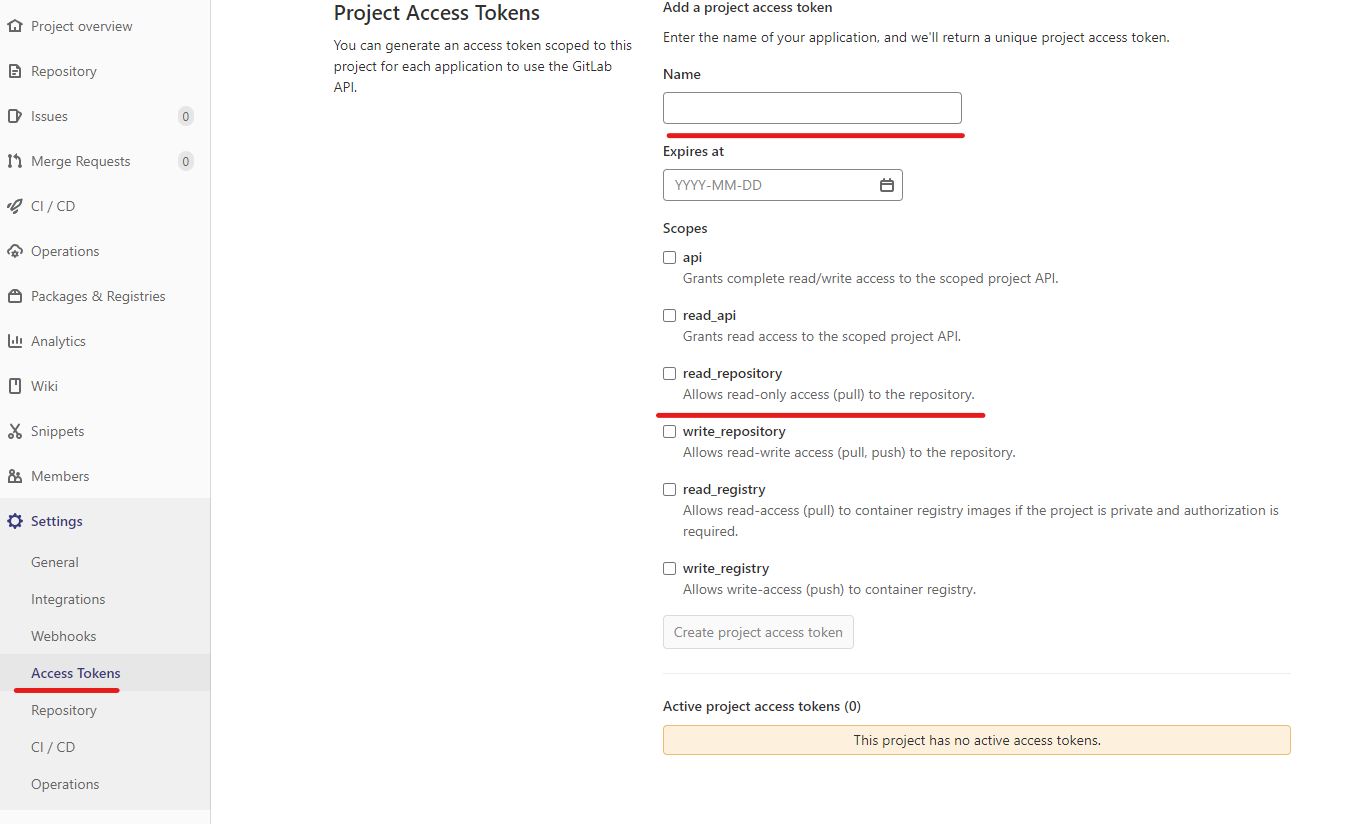 Project overview
Repository
Issues 0
Merge Requests 0
CI / CD
Operations
Packages & Registries
Analytics
Wiki
Snippets
Members
Settings
General
Integrations
Webhooks
Access Tokens
Repository
CI / CD
Operations
Project Access Tokens
You can generate an access token scoped to this
project for each application to use the GitLab
API.
Add a project access token
Enter the name of your application, and we'll return a unique project access token.
Name
Expires at
YYYY-MM-DD
Scopes
api
Grants complete read/write access to the scoped project API.
read_api
Grants read access to the scoped project API.
read_repository
Allows read-only access (pull) to the repository.
write_repository
Allows read-write access (pull, push) to the repository.
read_registry
Allows read-access (pull) to container registry images if the project is private and authorization is
required.
write_registry
Allows write-access (push) to container registry.
Create project access token
Active project access tokens (0)
This project has no active access tokens.